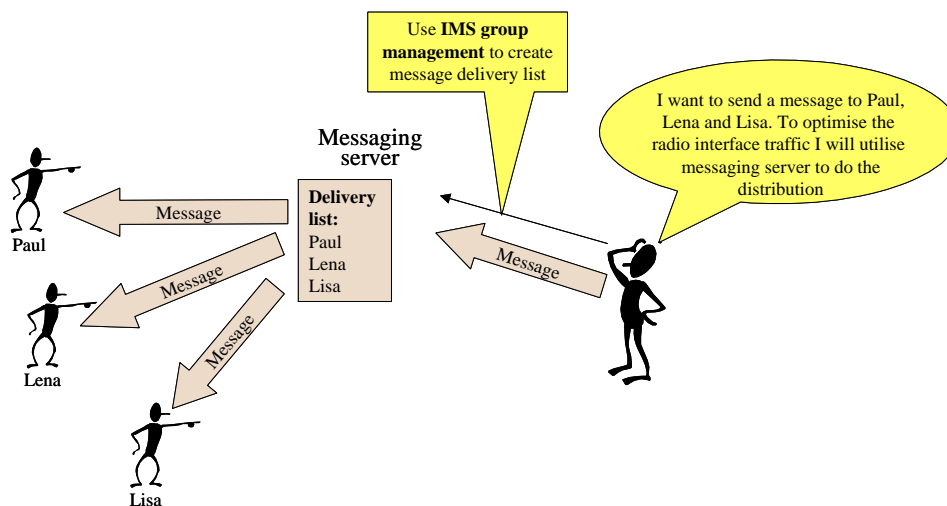 Use IMS group
management to create
message delivery list
I want to send a message to Paul,
Lena and Lisa. To optimise the
radio interface traffic I will utilise
messaging server to do the
distribution
Messaging
server
Delivery
list:
Paul
Lena
Lisa
Message
Message
Message
Message
Paul
Lena
Lisa